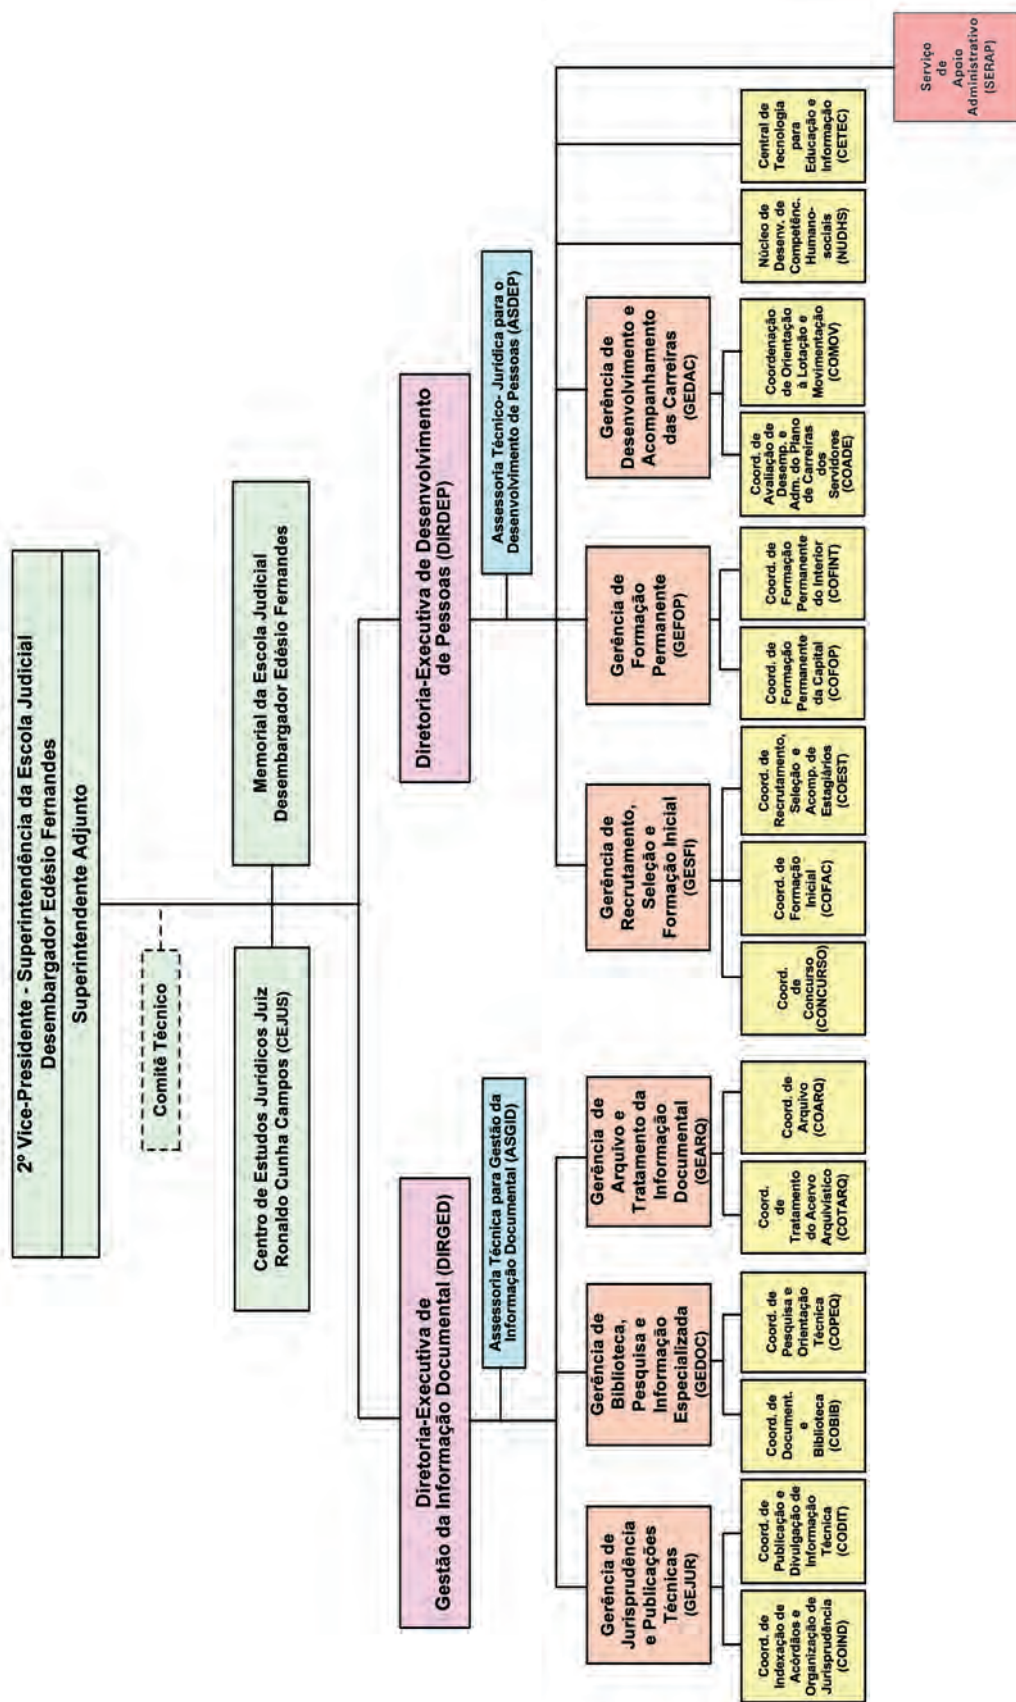 2º Vice-Presidente - Superintendência da Escola Judicial
Desembargador Edésio Fernandes
Superintendente Adjunto
Comitê Técnico
Centro de Estudos Jurídicos Juiz
Ronaldo Cunha Campos (CEJUS)
Memorial da Escola Judicial
Desembargador Edésio Fernandes
Diretoria-Executiva de
Gestão da Informação Documental (DIRGED)
Diretoria-Executiva de Desenvolvimento
de Pessoas (DIRDEP)
Assessoria Técnica para Gestão da
Informação Documental (ASGID)
Assessoria Técnico- Jurídica para o
Desenvolvimento de Pessoas (ASDEP)
Gerência de
Jurisprudência
e Publicações
Técnicas
(GEJUR)
Gerência de
Biblioteca,
Pesquisa e
Informação
Especializada
(GEDOC)
Gerência de
Arquivo e
Tratamento da
Informação
Documental
(GEARQ)
Gerência de
Recrutamento,
Seleção e
Formação Inicial
(GESFI)
Gerência de
Formação
Permanente
(GEFOP)
Gerência de
Desenvolvimento e
Acompanhamento
das Carreiras
(GEDAC)
Coord. de
Indexação de
Acórdãos e
Organização de
Jurisprudência
(COIND)
Coord. de
Publicação e
Divulgação de
Informação
Técnica
(CODIT)
Coord. de
Document.
e
Biblioteca
(COBIB)
Coord. de
Pesquisa e
Orientação
Técnica
(COPEQ)
Coord.
de
Tratamento
do Acervo
Arquivístico
(COTARQ)
Coord. de
Arquivo
(COARQ)
Coord.
de
Concurso
(CONCURSO)
Coord. de
Formação
Inicial
(COFAC)
Coord. de
Recrutamento,
Seleção e
Acomp. de
Estagiários
(COEST)
Coord. de
Formação
Permanente
da Capital
(COFOP)
Coord. de
Formação
Permanente
do Interior
(COFINT)
Coord. de
Avaliação de
Desemp. e
Adm. do Plano
de Carreiras
dos
Servidores
(COADE)
Coordenação
de Orientação
à Lotação e
Movimentação
(COMOV)
Núcleo de
Desenv. de
Competênc.
Humano-
sociais
(NUDHS)
Central de
Tecnologia
para
Educação e
Informação
(CETEC)
Serviço
de
Apoio
Administrativo
(SERAP)